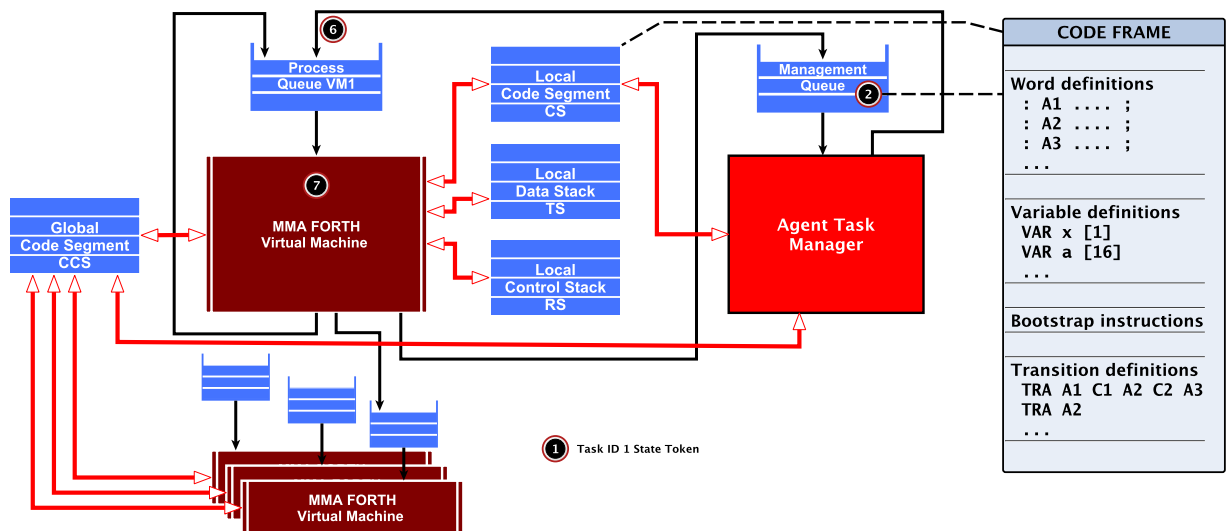 6
Process
Queue VM1
Local
Code Segment
CS
Management
Queue
2
7
MMA FORTH
Virtual Machine
Local
Data Stack
TS
Agent Task
Manager
Global
Code Segment
CCS
Local
Control Stack
RS
1
Task ID 1 State Token
MMA FORTH
Virtual Machine
CODE FRAME
Word definitions
: A1 .... ;
: A2 .... ;
: A3 .... ;
...
Variable definitions
VAR x [1]
VAR a [16]
...
Bootstrap instructions
Transition definitions
TRA A1 C1 A2 C2 A3
TRA A2
...